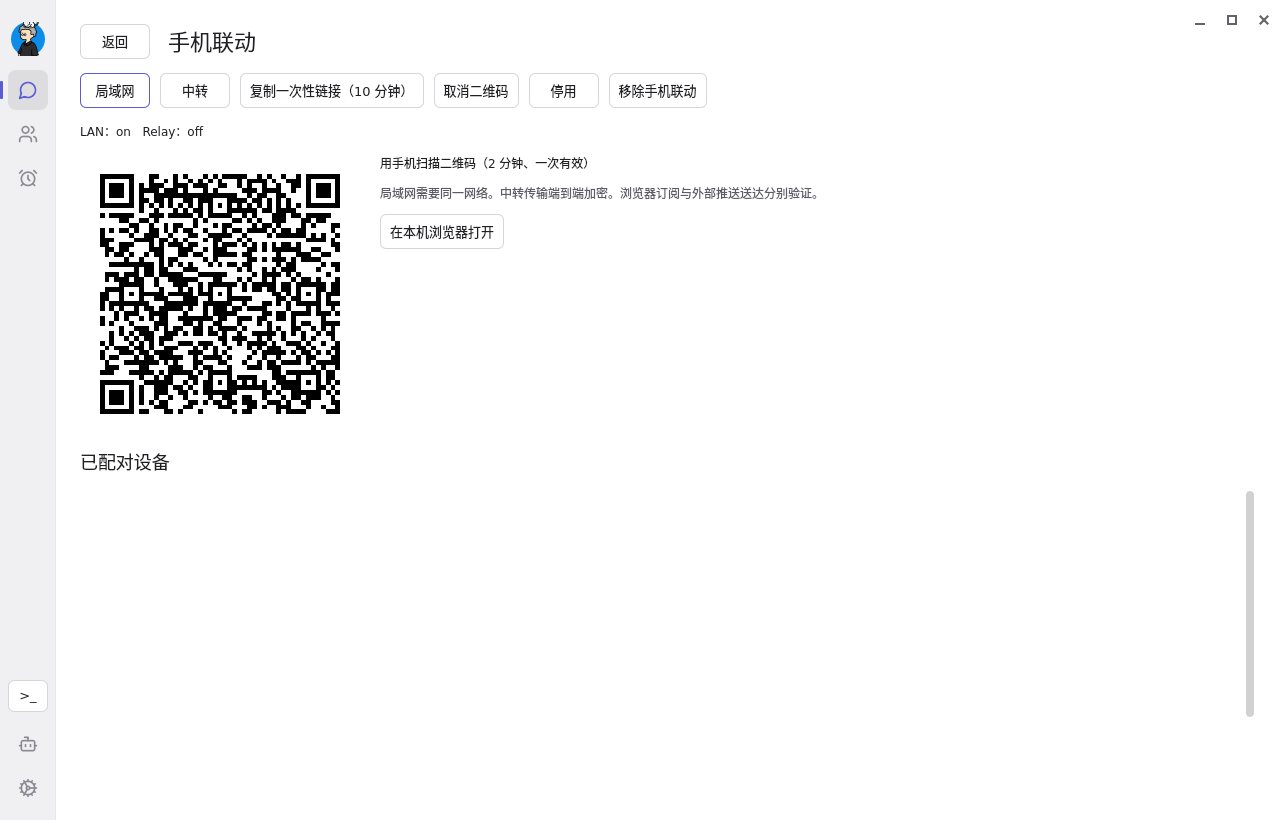 返回
手机联动
局域网
中转
复制一次性链接（10 分钟）
取消二维码
停用
移除手机联动
LAN：on Relay：off
用手机扫描二维码（2 分钟、一次有效）
局域网需要同一网络。中转传输端到端加密。浏览器订阅与外部推送送达分别验证。
在本机浏览器打开
已配对设备
>_